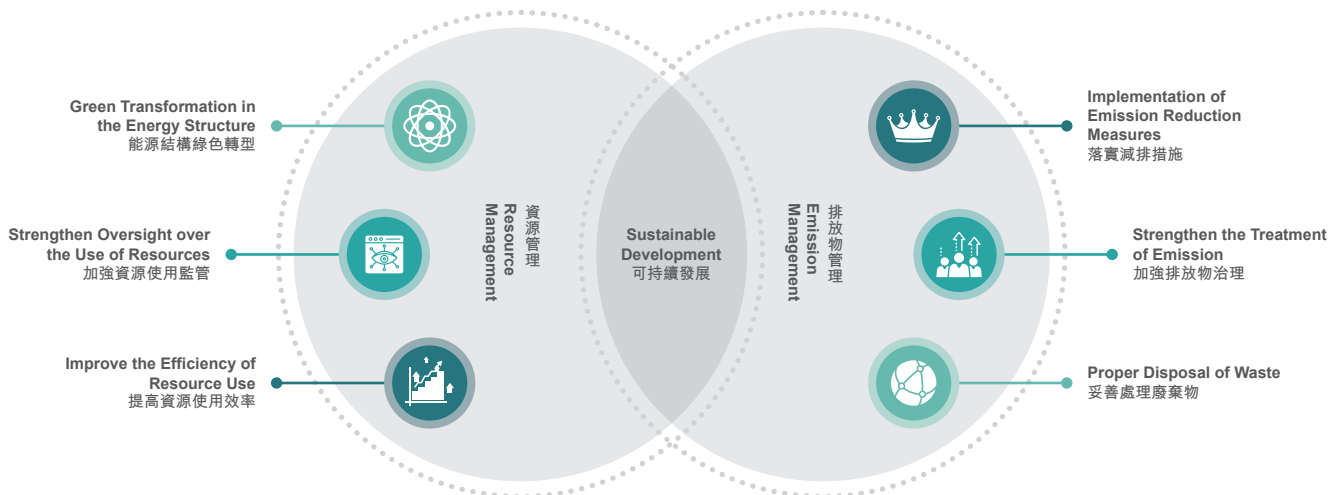 Green Transformation in
the Energy Structure
能源結構綠色轉型
Strengthen Oversight over
the Use of Resources
加強資源使用監管
Improve the Efficiency of
Resource Use
提高資源使用效率
資源管理
Resource
Management
Sustainable
Development
可持續發展
排放物管理
Emission
Management
Implementation of
Emission Reduction
Measures
落實減排措施
Strengthen the Treatment
of Emission
加強排放物治理
Proper Disposal of Waste
妥善處理廢棄物